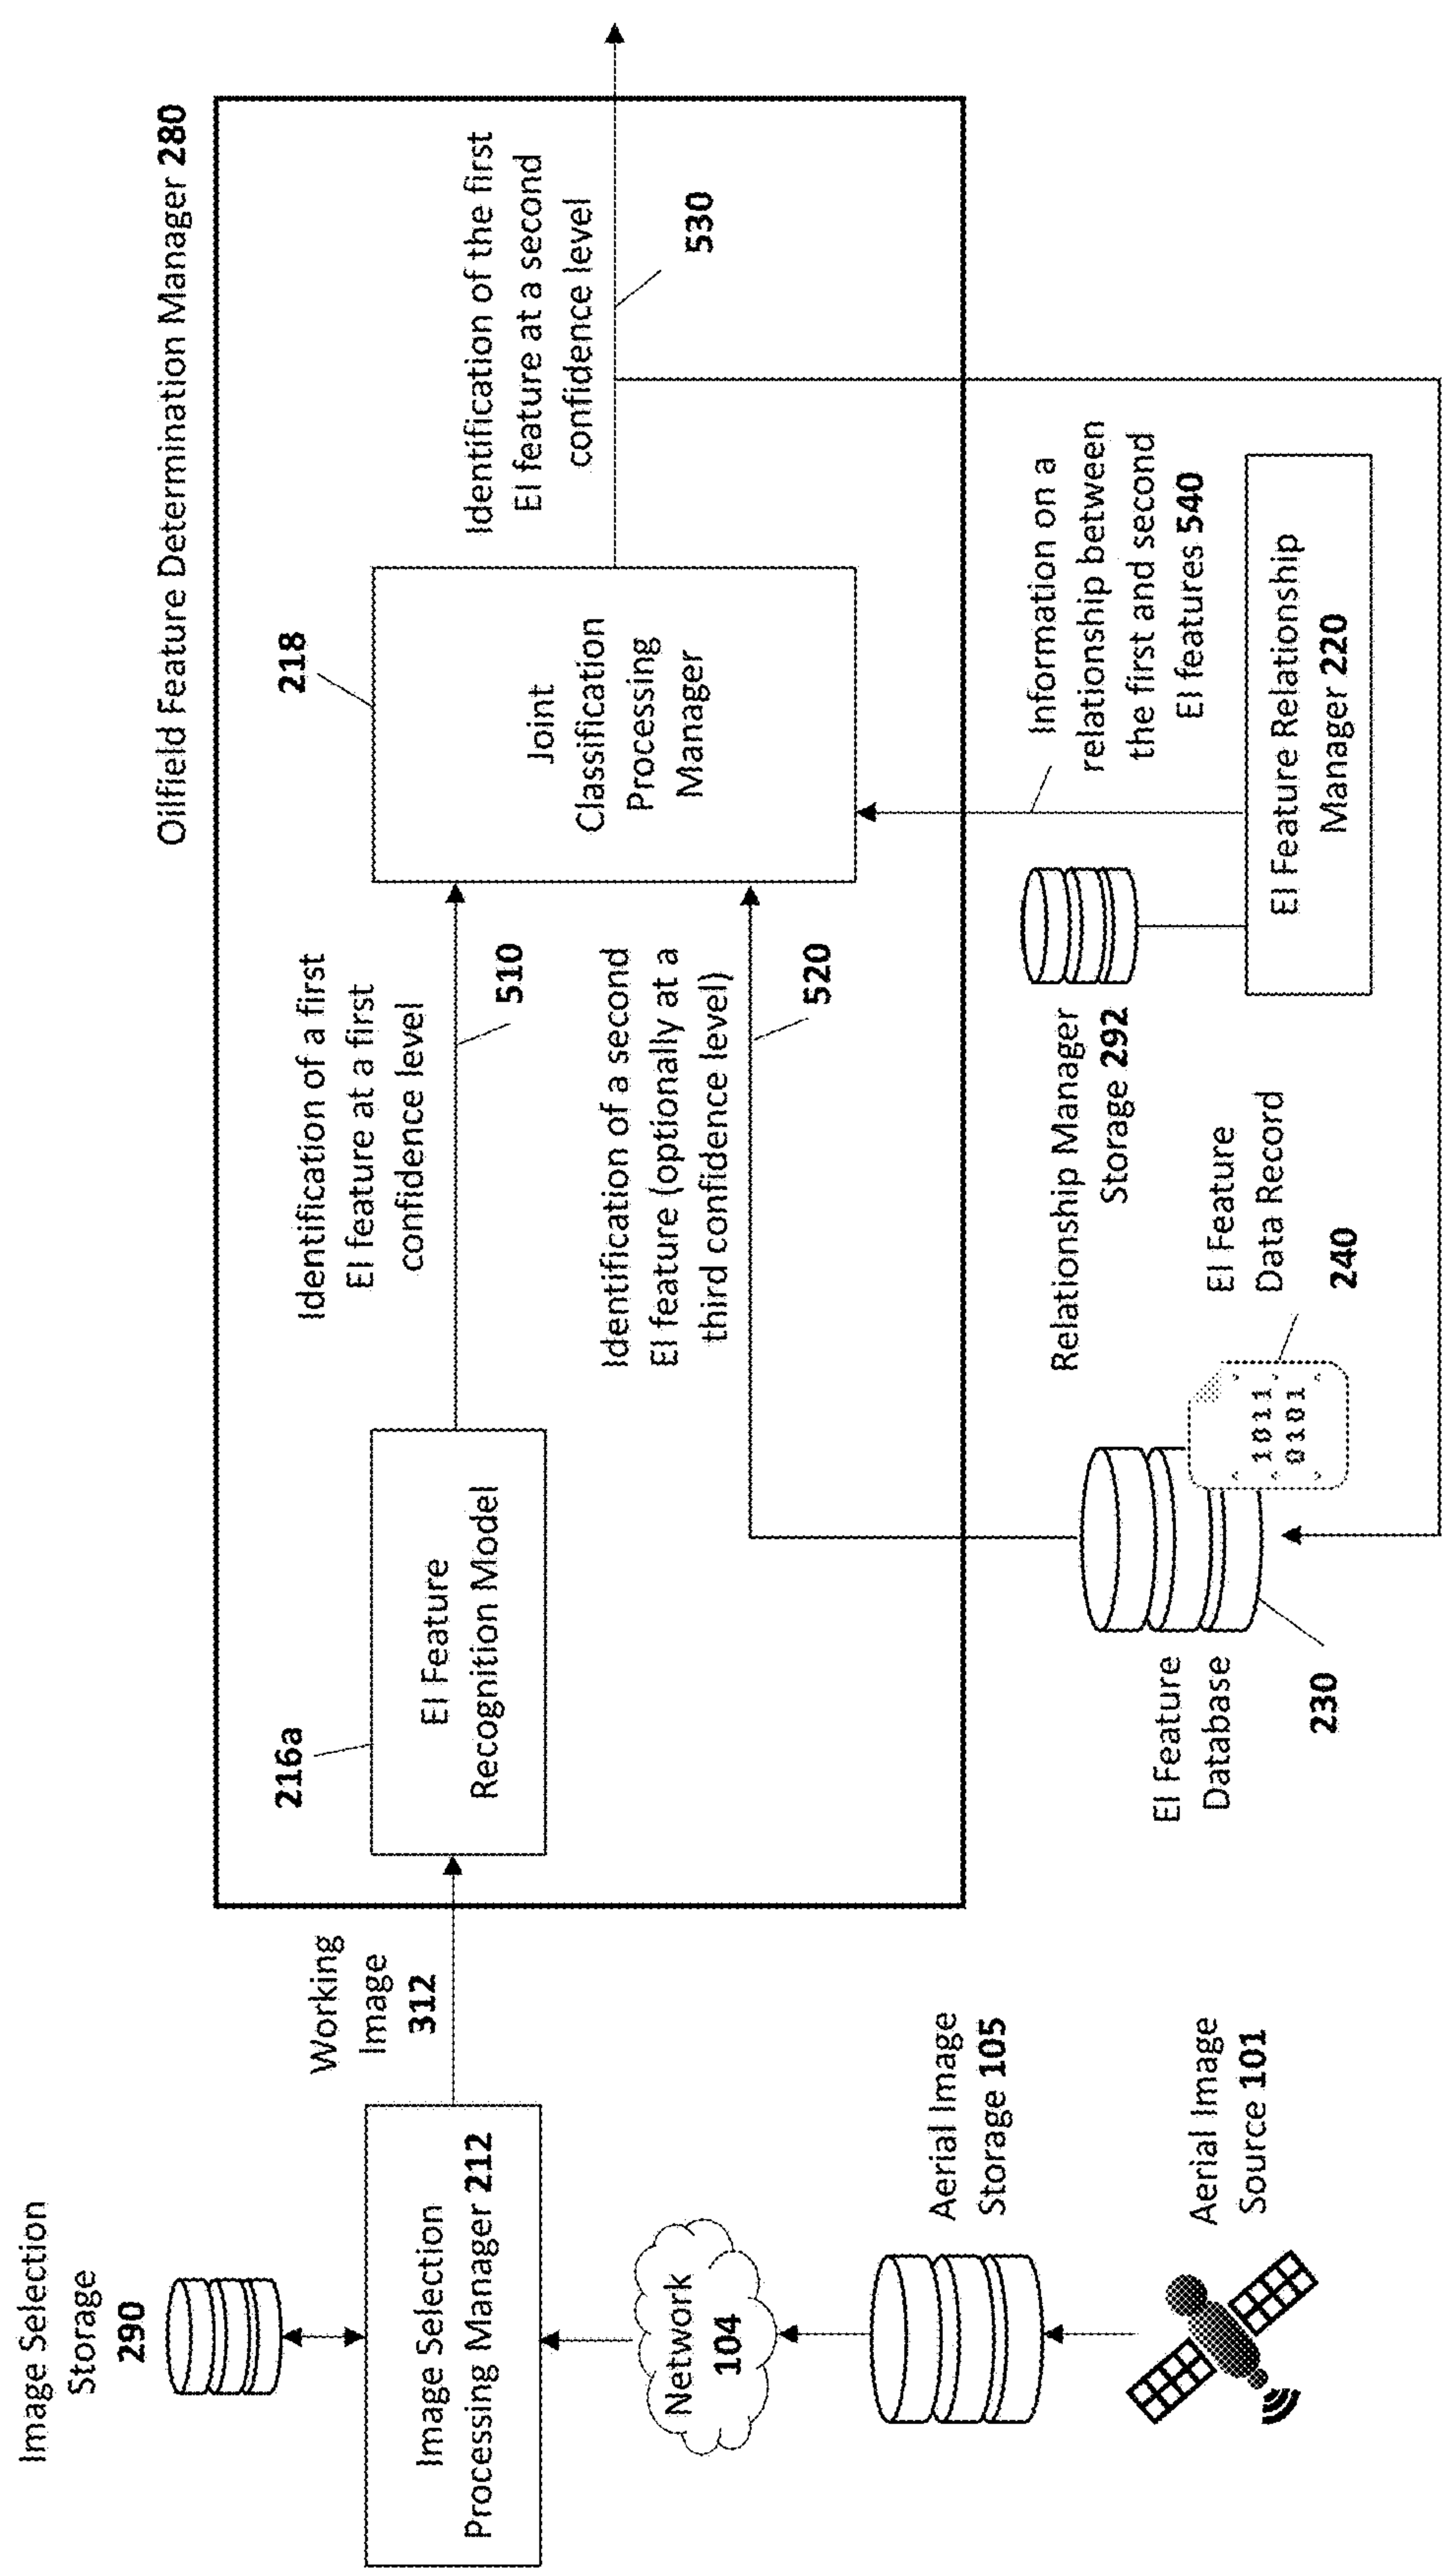 Oilfield Feature Determination Manager 280
Image Selection
Storage
290
Image Selection
Processing Manager 212
Network
104
Aerial Image
Storage 105
Aerial Image
Source 101
Working
Image
312
216a
EI Feature
Recognition Model
Identification of a first
EI feature at a first
confidence level
510
Identification of a second
EI feature (optionally at a
third confidence level)
520
218
Joint
Classification
Processing
Manager
Identification of the first
EI feature at a second
confidence level
530
EI Feature
Database
230
1011
0101
EI Feature
Data Record
240
Relationship Manager
Storage 292
Information on a
relationship between
the first and second
EI features 540
EI Feature Relationship
Manager 220